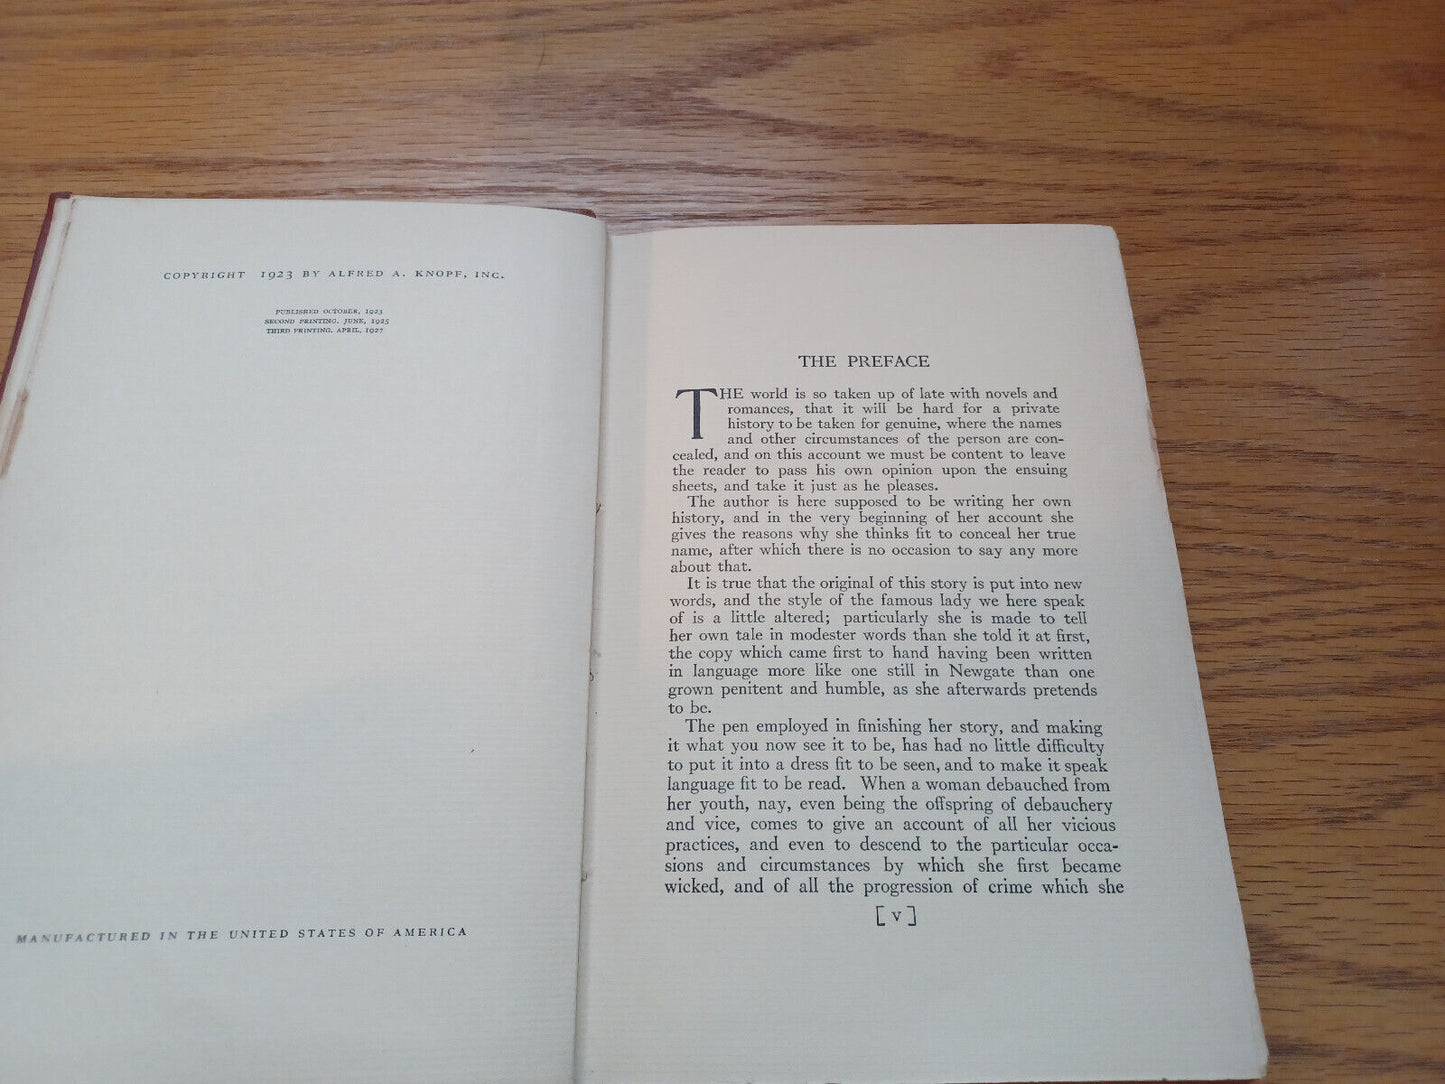 COPYRIGHT 1923 BY ALFRED A. KNOPF, INC.
PUBLISHED OCTOBER, 1923
SECOND PRINTING, JUNE, 1925
THIRD PRINTING, APRIL, 1927
MANUFACTURED IN THE UNITED STATES OF AMERICA
THE PREFACE
THE world is so taken up of late with novels and
romances, that it will be hard for a private
history to be taken for genuine, where the names
and other circumstances of the person are con-
cealed, and on this account we must be content to leave
the reader to pass his own opinion upon the ensuing
sheets, and take it just as he pleases.
The author is here supposed to be writing her own
history, and in the very beginning of her account she
gives the reasons why she thinks fit to conceal her true
name, after which there is no occasion to say any more
about that.
It is true that the original of this story is put into new
words, and the style of the famous lady we here speak
of is a little altered; particularly she is made to tell
her own tale in modester words than she told it at first,
the copy which came first to hand having been written
in language more like one still in Newgate than one
grown penitent and humble, as she afterwards pretends
to be.
The pen employed in finishing her story, and making
it what you now see it to be, has had no little difficulty
to put it into a dress fit to be seen, and to make it speak
language fit to be read. When a woman debauched from
her youth, nay, even being the offspring of debauchery
and vice, comes to give an account of all her vicious
practices, and even to descend to the particular occa-
sions and circumstances by which she first became
wicked, and of all the progression of crime which she
[v]